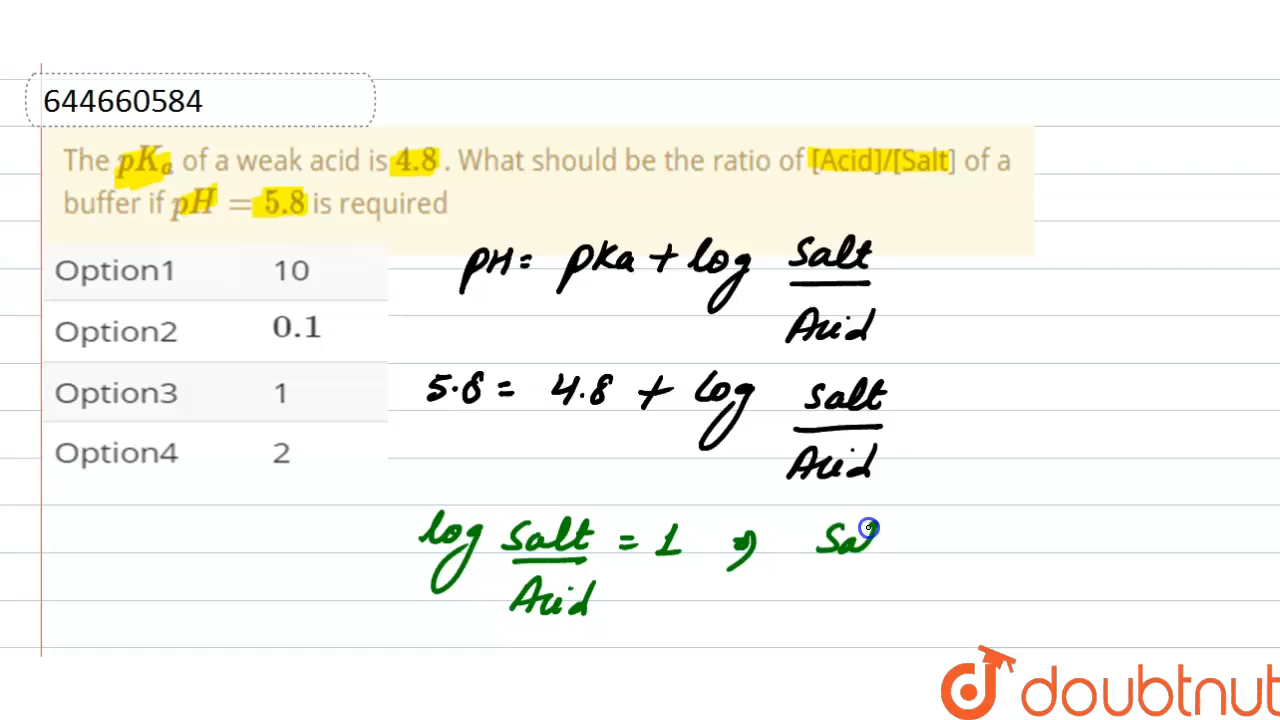 644660584
The pKa of a weak acid is 4.8 . What should be the ratio of [Acid]/[Salt] of a
buffer if pH = 5.8 is required
Option1 10
Option2 0.1
Option3 1
Option4 2
pH = pKa + log Salt
Acid
5.8 = 4.8 + log Salt
Acid
log Salt = 1 ⇒ Sal
Acid
doubtnut